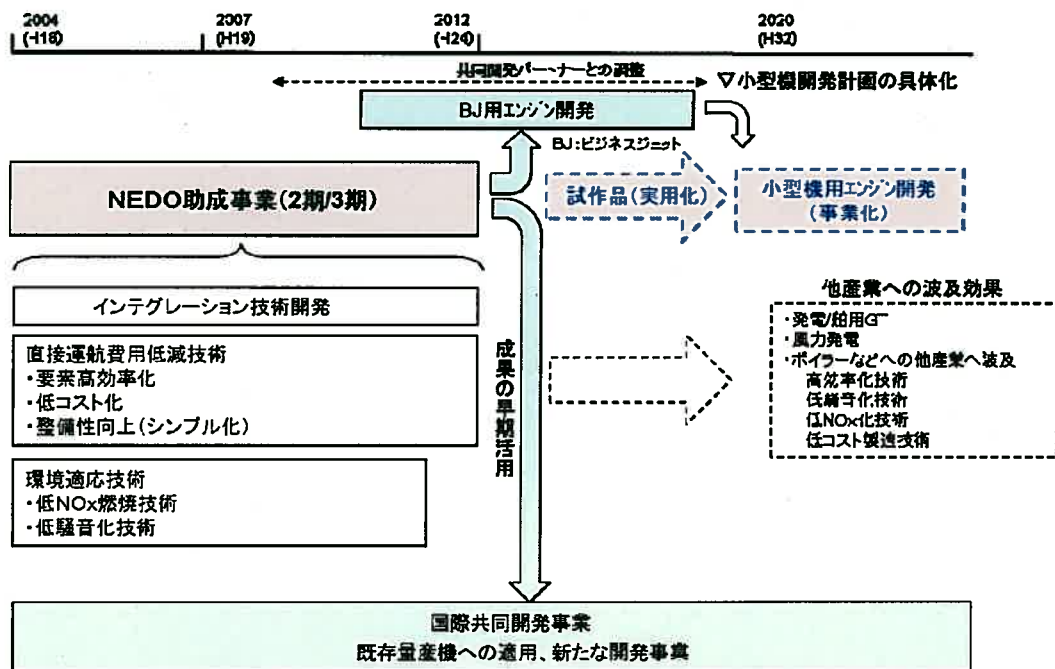 2004
(H18)
2007
(H19)
2012
(H24)
2020
(H32)
共同開発パートナーとの調整
▽小型機開発計画の具体化
BJ用エンジン開発
BJ:ビジネスジェット
NEDO助成事業(2期/3期)
試作品(実用化)
小型機用エンジン開発
(事業化)
インテグレーション技術開発
直接運航費用低減技術
・要素高効率化
・低コスト化
・整備性向上(シンプル化)
環境適応技術
・低NOx燃焼技術
・低騒音化技術
成果の早期活用
他産業への波及効果
・発電/舶用GT
・風力発電
・ボイラーなどへの他産業へ波及
高効率化技術
低騒音化技術
低NOx化技術
低コスト製造技術
国際共同開発事業
既存量産機への適用、新たな開発事業